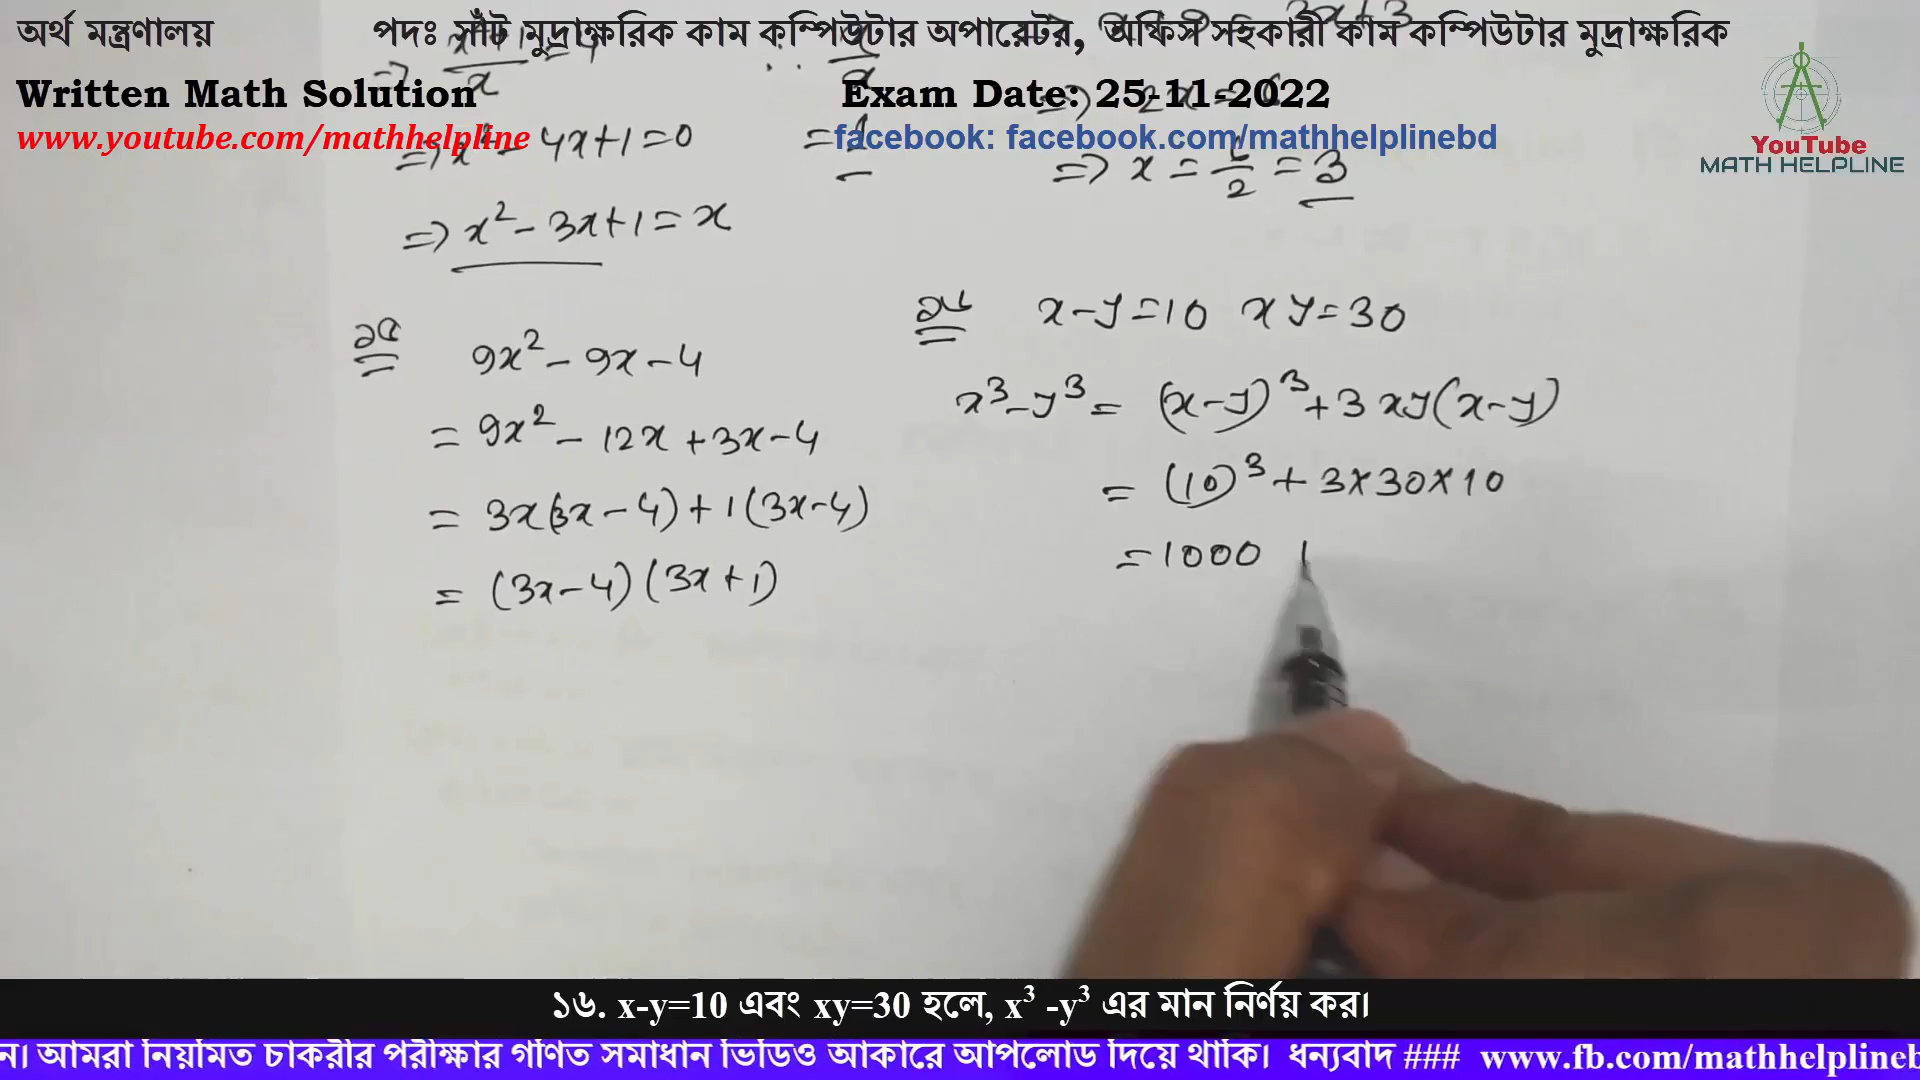 অর্থ মন্ত্রণালয় পদঃ সাঁট মুদ্রাক্ষরিক কাম কম্পিউটার অপারেটর, অফিস সহকারী কাম কম্পিউটার মুদ্রাক্ষরিক
Written Math Solution Exam Date: 25-11-2022
www.youtube.com/mathhelpline facebook: facebook.com/mathhelplinebd
YouTube
MATH HELPLINE
⇒ x² - 4x+1=0
⇒ x² - 3x+1=x
⇒ x = 6/2 = 3
১৫ 9x² - 9x - 4
= 9x² - 12x + 3x - 4
= 3x(3x - 4) + 1(3x-4)
= (3x-4)(3x+1)
১৬ x-y=10 xy=30
x³-y³ = (x-y)³+3xy(x-y)
= (10)³ + 3×30×10
=1000
১৬. x-y=10 এবং xy=30 হলে, x³ -y³ এর মান নির্ণয় কর।
ন। আমরা নিয়মিত চাকরীর পরীক্ষার গণিত সমাধান ভিডিও আকারে আপলোড দিয়ে থাকি। ধন্যবাদ ### www.fb.com/mathhelplineb